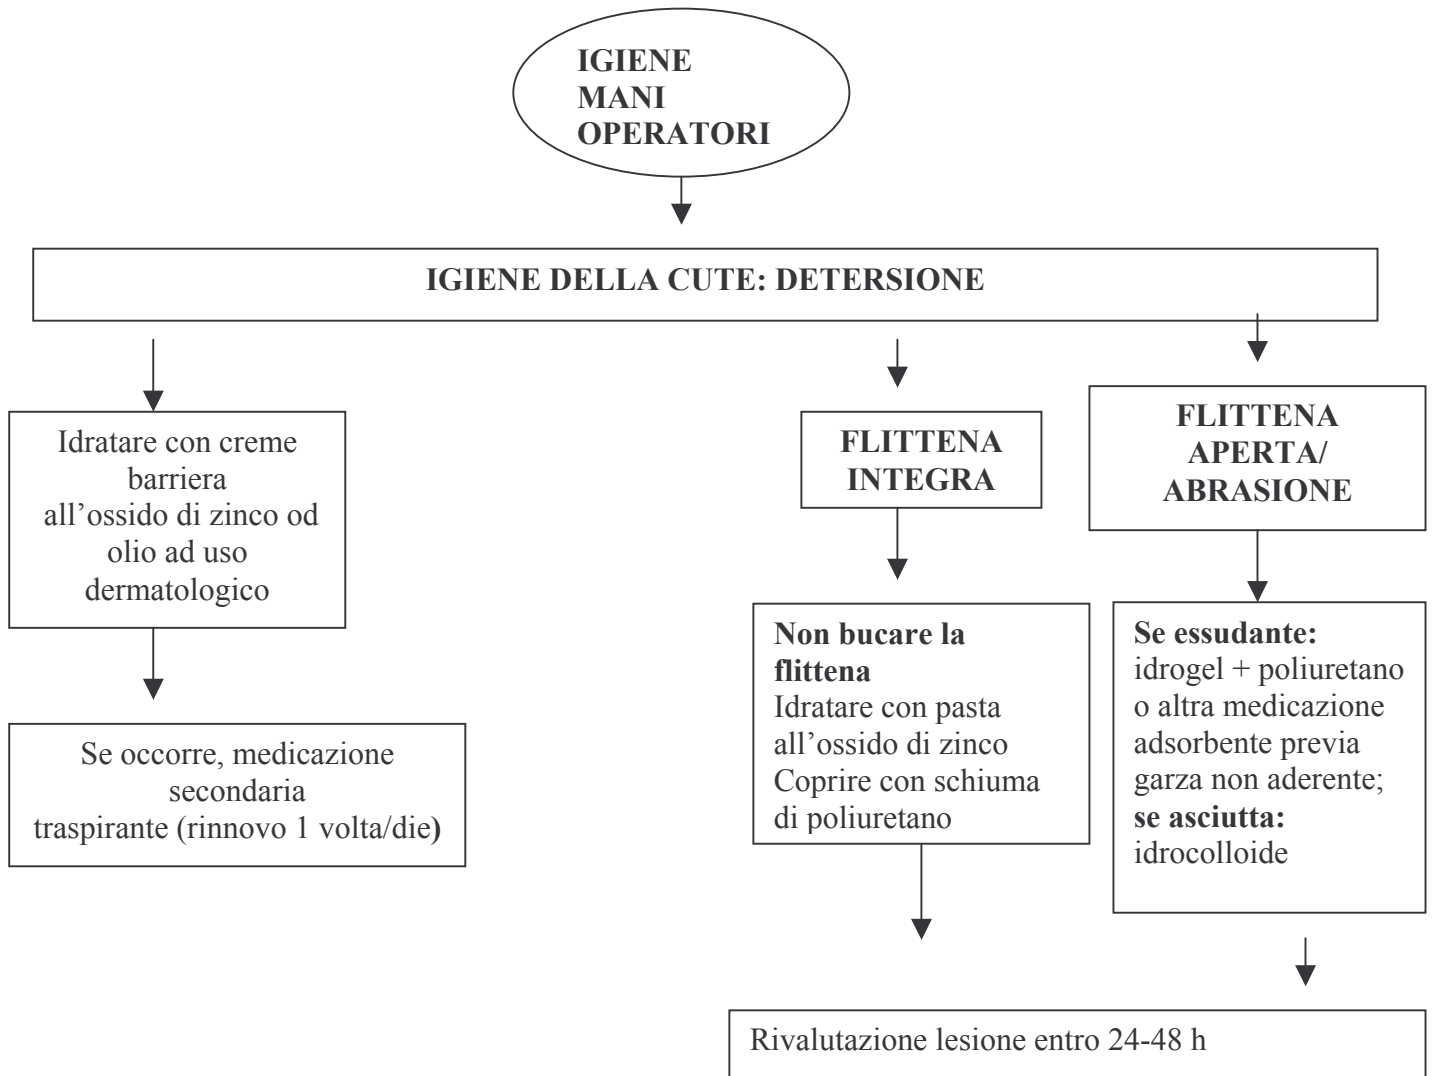 IGIENE
MANI
OPERATORI
IGIENE DELLA CUTE: DETERSIONE
Idratare con creme
barriera
all'ossido di zinco od
olio ad uso
dermatologico
Se occorre, medicazione
secondaria
traspirante (rinnovo 1 volta/die)
FLITTENA
INTEGRA
Non bucare la
flittena
Idratare con pasta
all'ossido di zinco
Coprire con schiuma
di poliuretano
FLITTENA
APERTA/
ABRASIONE
Se essudante:
idrogel + poliuretano
o altra medicazione
adsorbente previa
garza non aderente;
se asciutta:
idrocolloide
Rivalutazione lesione entro 24-48 h